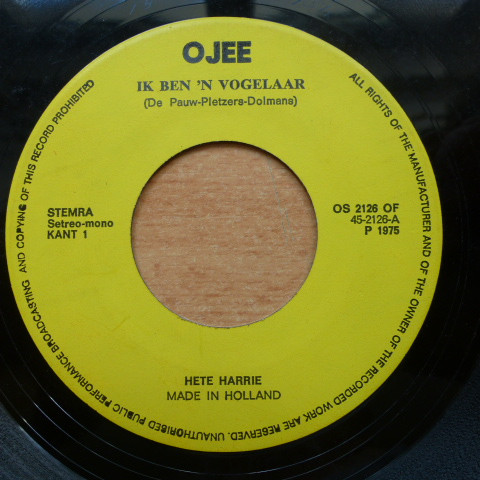 OJEE
IK BEN 'N VOGELAAR
(De Pauw-Pletzers-Dolmans)
STEMRA
Setreo-mono
KANT 1
OS 2126 OF
45-2126-A
P 1975
HETE HARRIE
MADE IN HOLLAND
ALL RIGHTS OF THE MANUFACTURER AND OF THE OWNER OF THE RECORDED WORK ARE RESERVED. UNAUTHORISED PUBLIC PERFORMANCE BROADCASTING AND COPYING OF THIS RECORD PROHIBITED